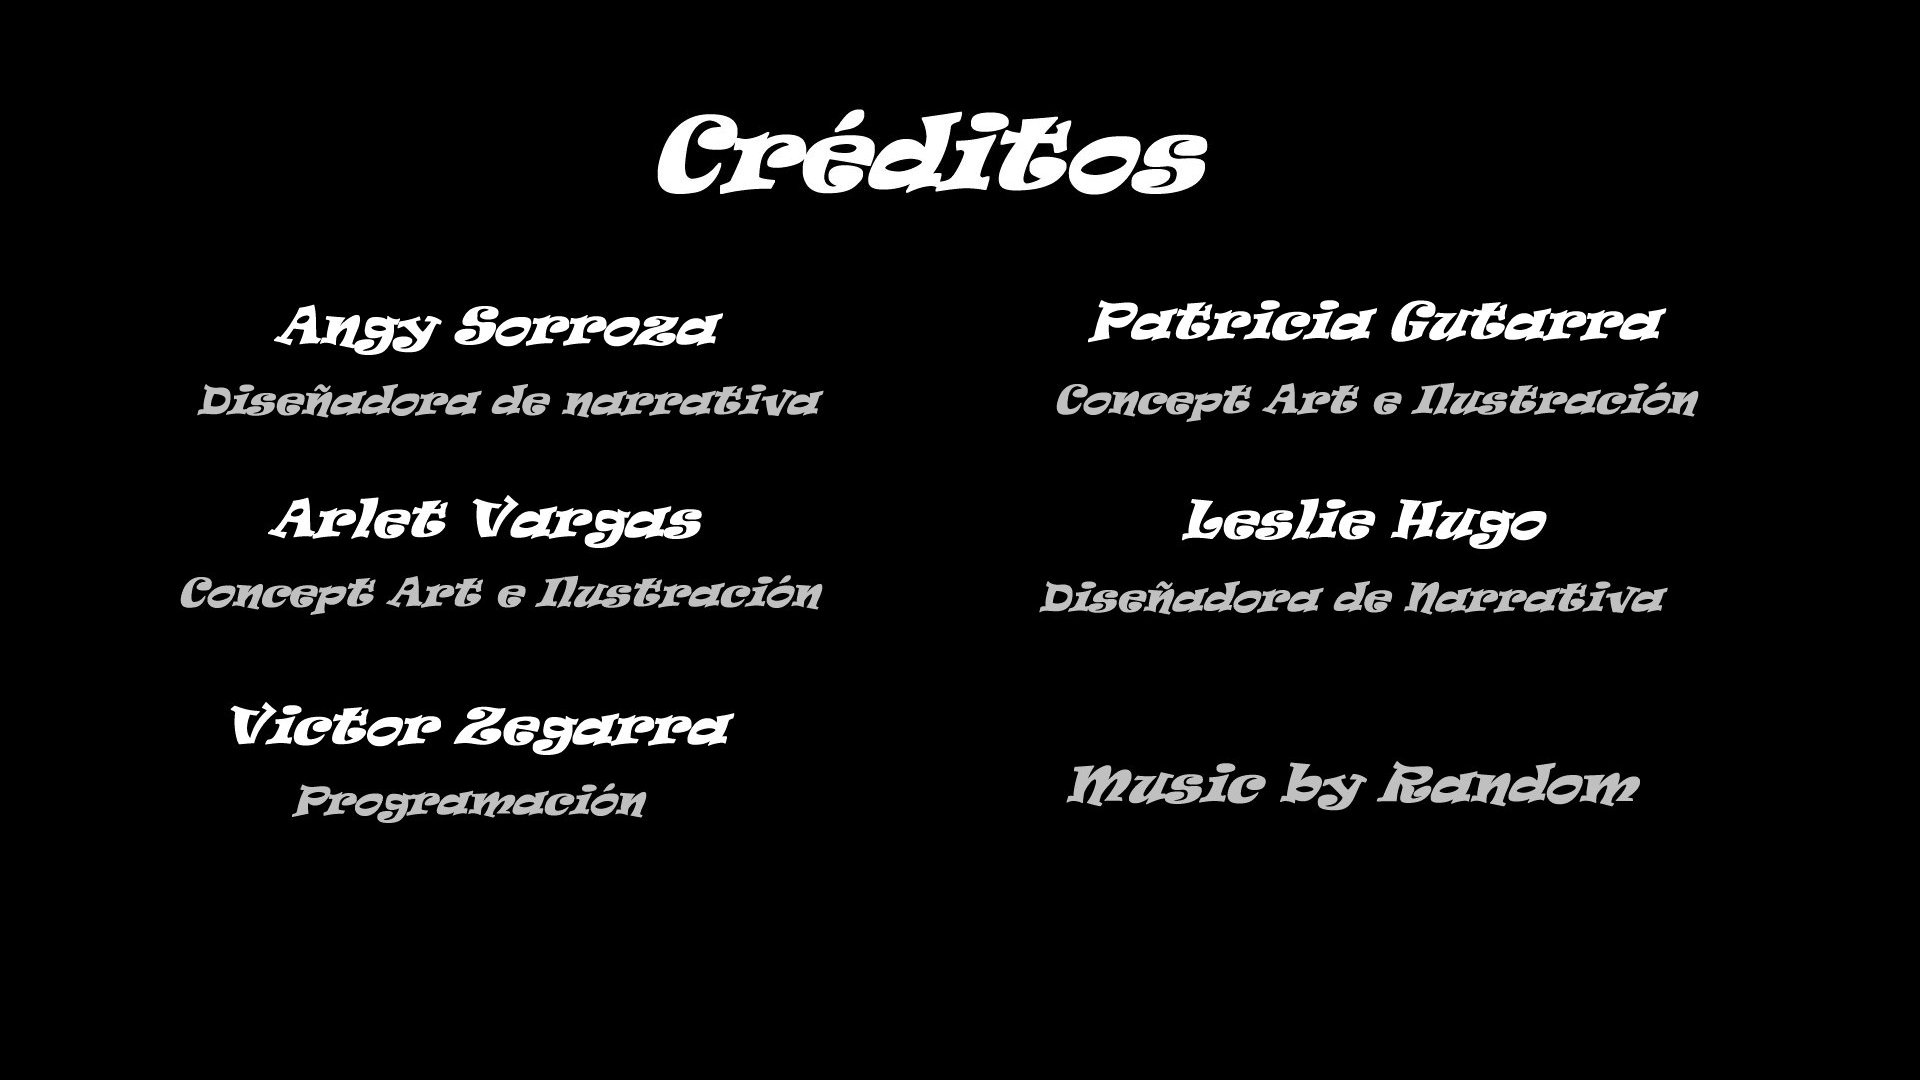 Créditos
Angy Sorroza
Diseñadora de narrativa
Patricia Gutarra
Concept Art e Ilustración
Arlet Vargas
Concept Art e Ilustración
Leslie Hugo
Diseñadora de Narrativa
Victor Zegarra
Programación
Music by Random